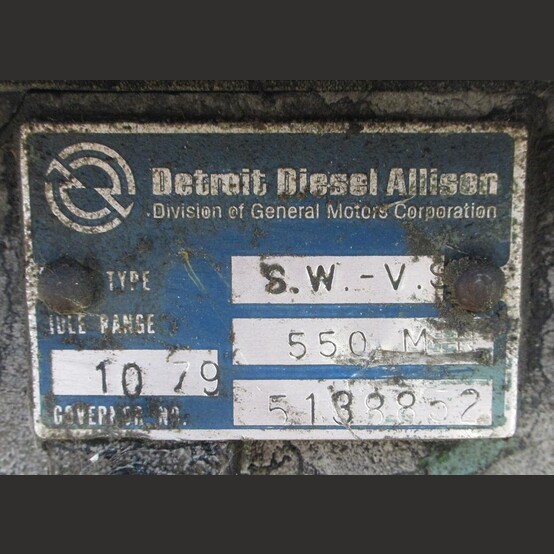 Detroit Diesel Allison
Division of General Motors Corporation
TYPE S.W.-V.S
IDLE RANGE 550 M
10 79
GOVERNOR NO. 5138852